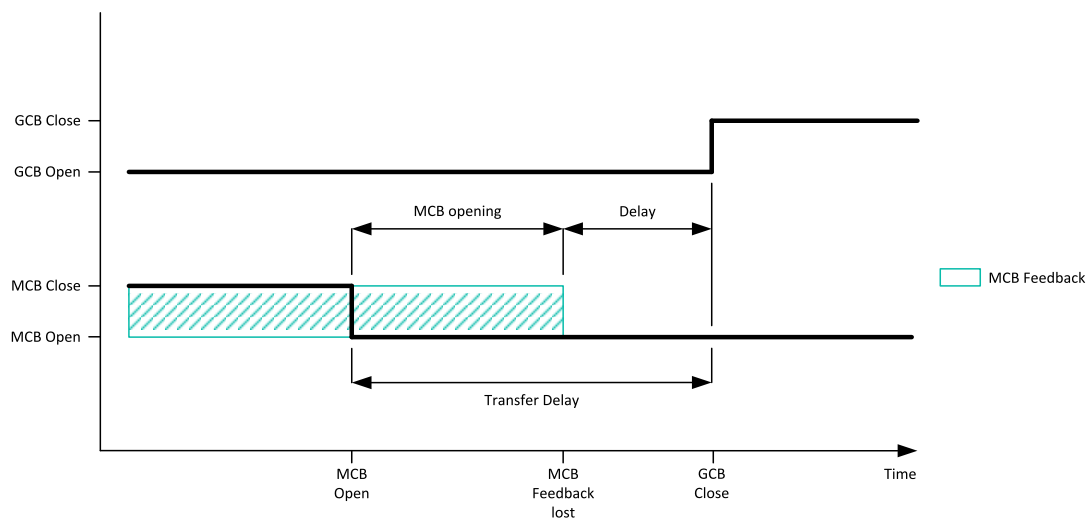 GCB Close
GCB Open
MCB opening
Delay
MCB Close
MCB Feedback
MCB Open
Transfer Delay
MCB
Open
MCB
Feedback
lost
GCB
Close
Time